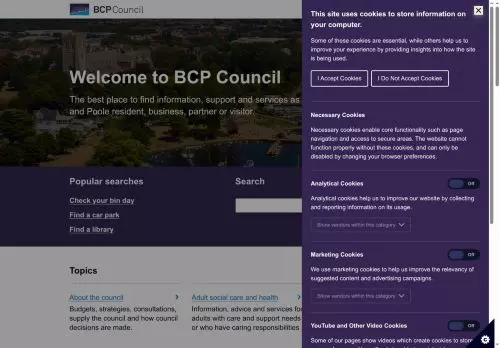 BCP Council
Welcome to BCP Council
The best place to find information, support and services as
and Poole resident, business, partner or visitor.
Popular searches
Check your bin day
Find a car park
Find a library
Search
Topics
About the council
Budgets, strategies, consultations,
supply the council and how council
decisions are made.
Adult social care and health
Information, advice and services for
adults with care and support needs
or who have caring responsibilities
This site uses cookies to store information on
your computer.
Some of these cookies are essential, while others help us to
improve your experience by providing insights into how the site
is being used.
I Accept Cookies
I Do Not Accept Cookies
Necessary Cookies
Necessary cookies enable core functionality such as page
navigation and access to secure areas. The website cannot
function properly without these cookies, and can only be
disabled by changing your browser preferences.
Analytical Cookies
Off
Analytical cookies help us to improve our website by collecting
and reporting information on its usage.
Show vendors within this category
Marketing Cookies
Off
We use marketing cookies to help us improve the relevancy of
suggested content and advertising campaigns.
Show vendors within this category
YouTube and Other Video Cookies
Off
Some of our pages show videos which create cookies to store